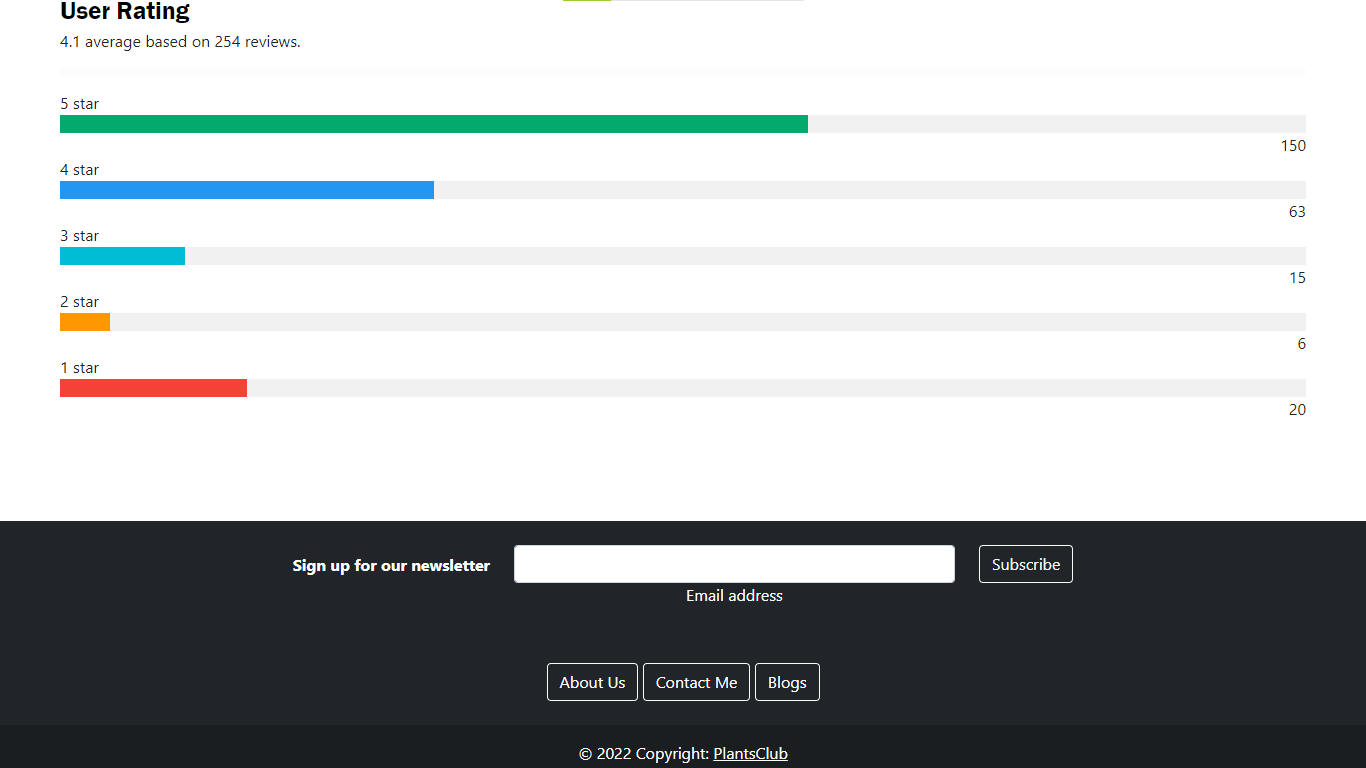 User Rating
4.1 average based on 254 reviews.
5 star
150
4 star
63
3 star
15
2 star
6
1 star
20
Sign up for our newsletter
Subscribe
Email address
About Us Contact Me Blogs
© 2022 Copyright: PlantsClub